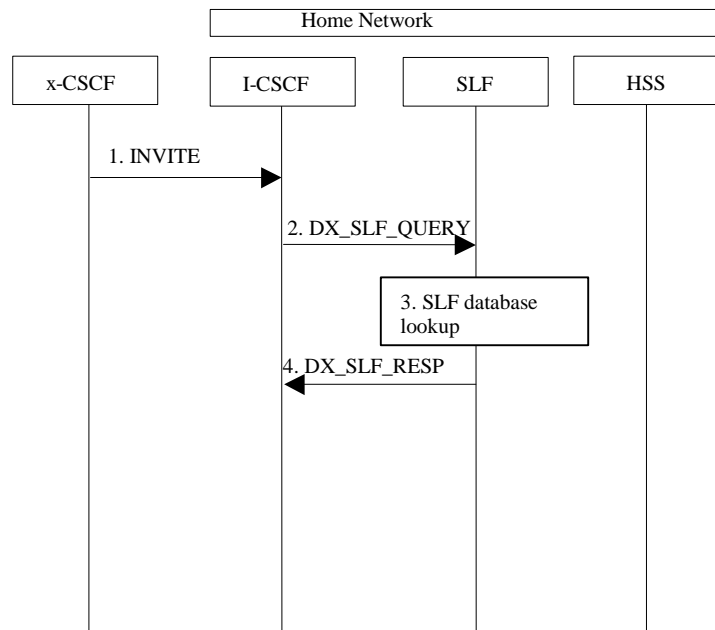 Home Network
x-CSCF
I-CSCF
SLF
HSS
1. INVITE
2. DX_SLF_QUERY
3. SLF database
lookup
4. DX_SLF_RESP